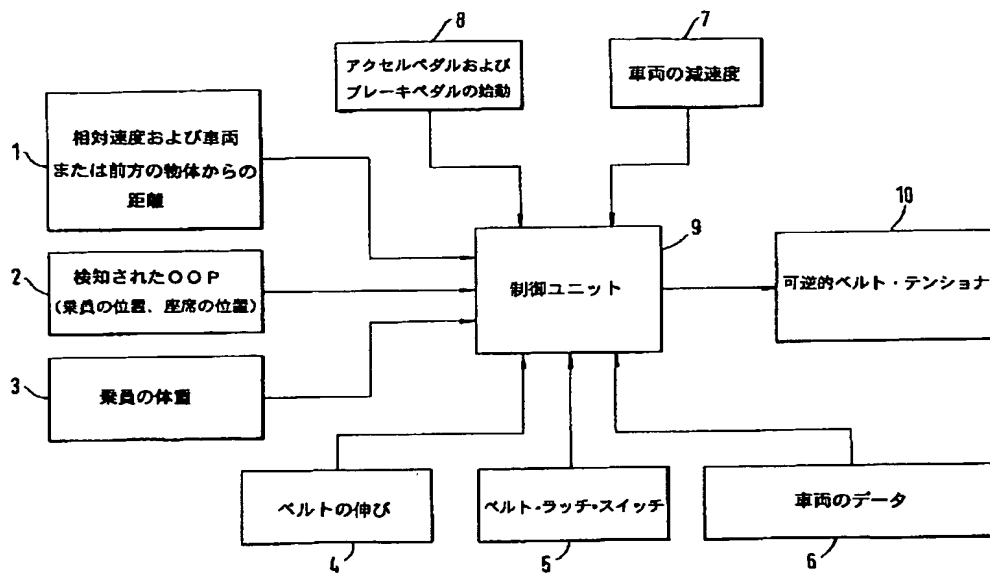 8
アクセルペダルおよび
ブレーキペダルの始動
7
車両の減速度
1
相対速度および車両
または前方の物体からの
距離
2
検知されたOOP
(乗員の位置、座席の位置)
3
乗員の体重
9
制御ユニット
10
可逆的ベルト・テンショナ
ベルトの伸び
4
ベルト・ラッチ・スイッチ
5
車両のデータ
6